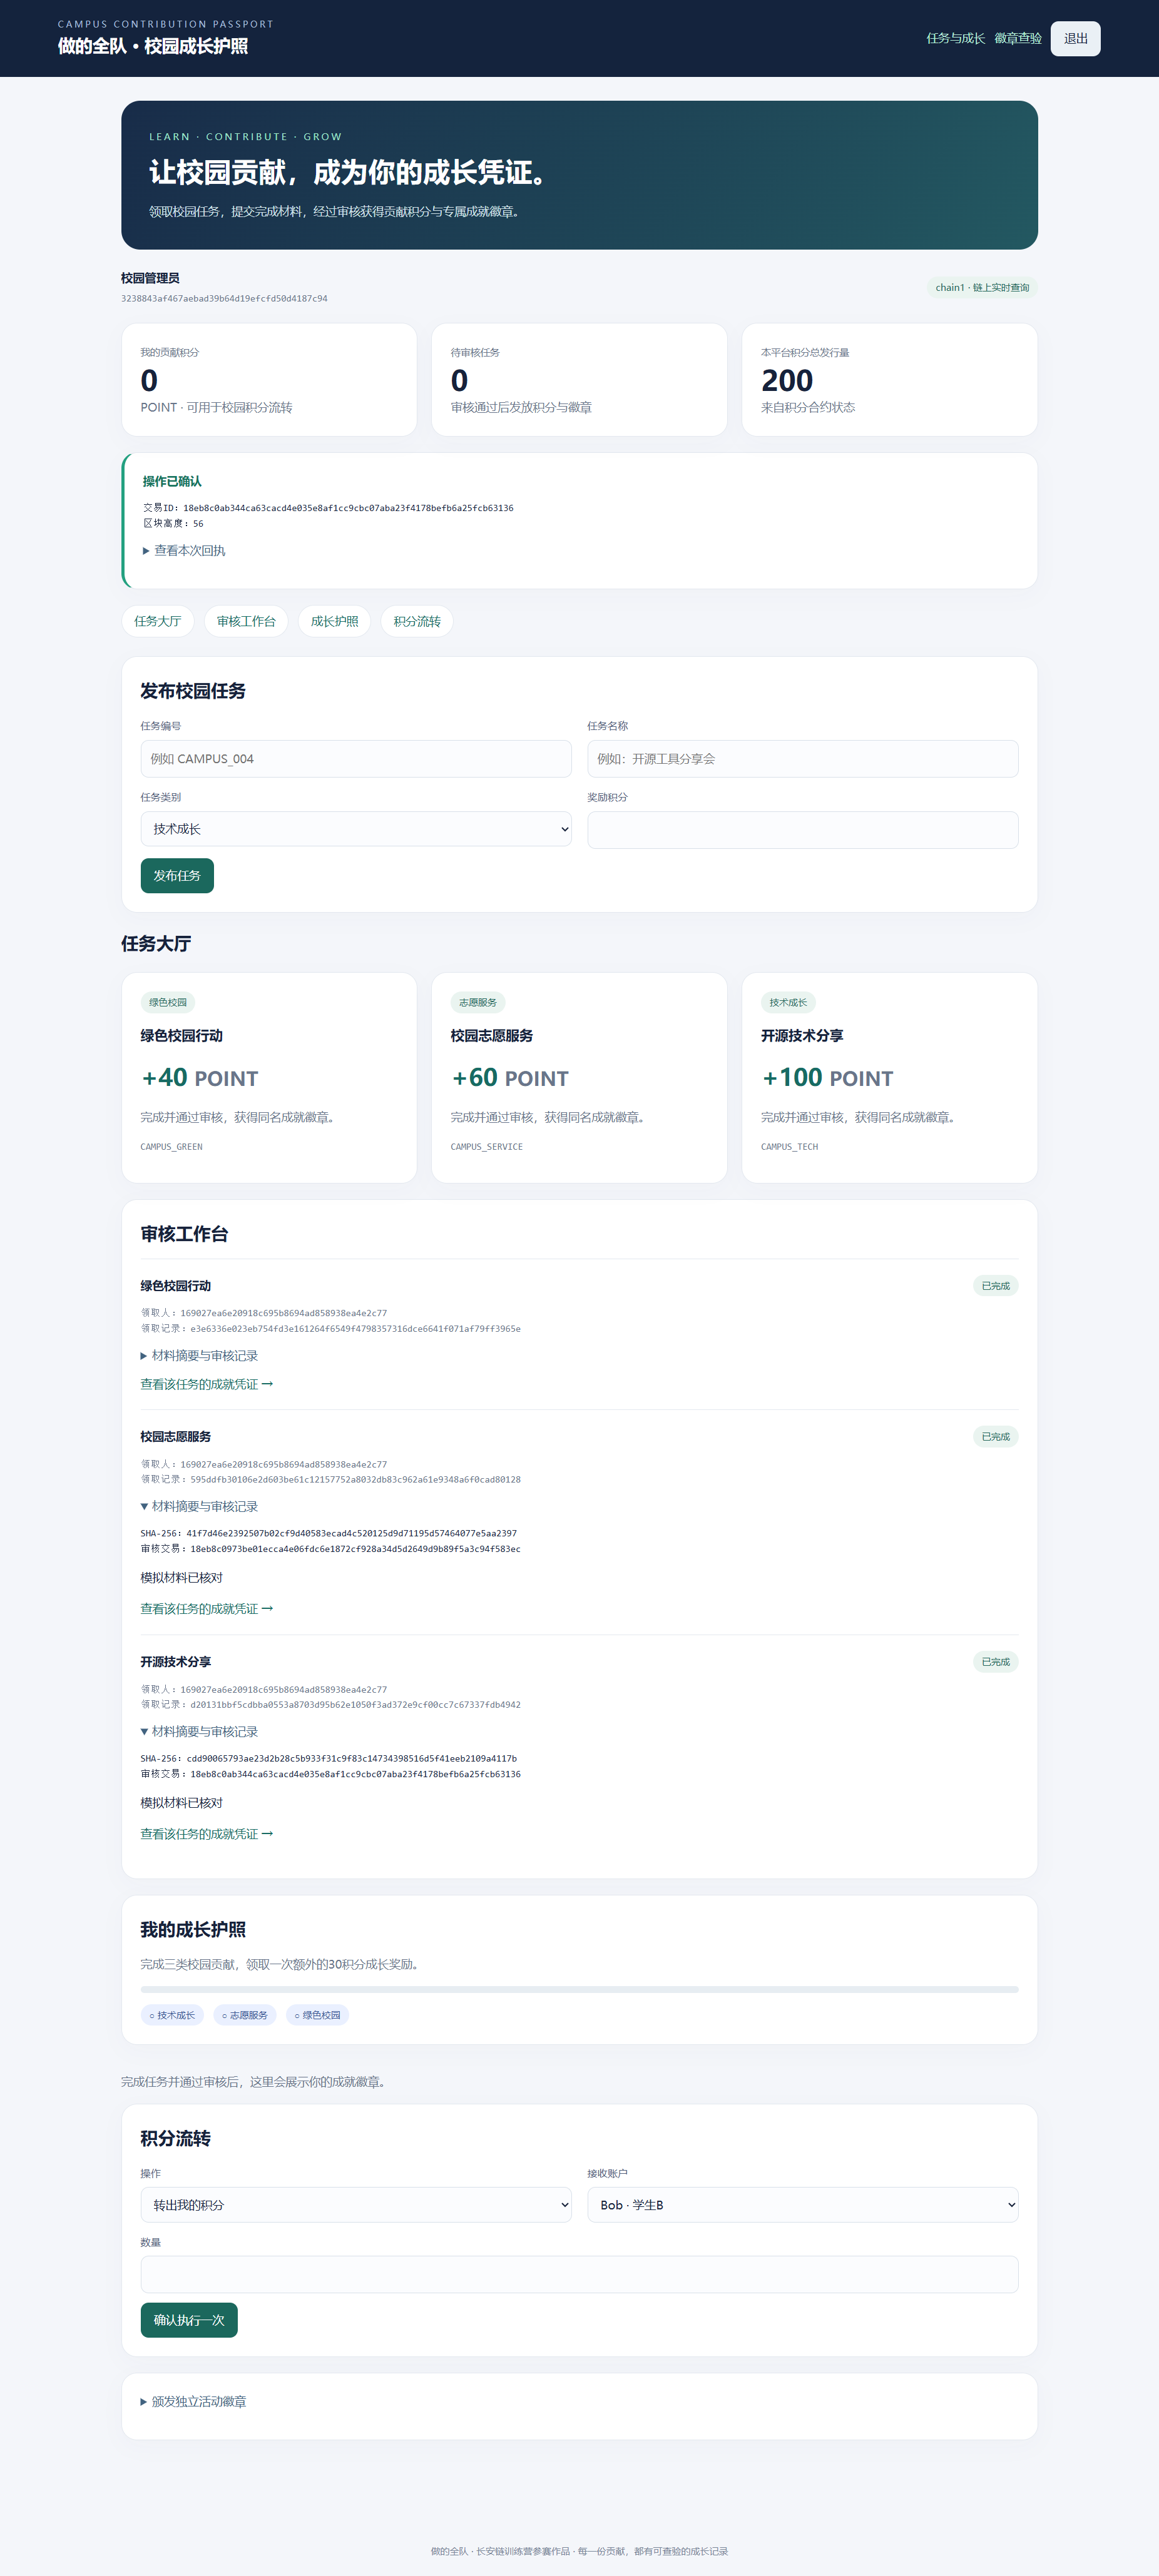 CAMPUS CONTRIBUTION PASSPORT
做的全队 · 校园成长护照
任务与成长 徽章查验 退出
LEARN · CONTRIBUTE · GROW
让校园贡献，成为你的成长凭证。
领取校园任务，提交完成材料，经过审核获得贡献积分与专属成就徽章。
校园管理员
3238843af467aebad39b64d19efcfd50d4187c94
chain1 · 链上实时查询
我的贡献积分
0
POINT · 可用于校园积分流转
待审核任务
0
审核通过后发放积分与徽章
本平台积分总发行量
200
来自积分合约状态
操作已确认
交易ID：18eb8c0ab344ca63cacd4e035e8af1cc9cbc07aba23f4178befb6a25fcb63136
区块高度：56
▶ 查看本次回执
任务大厅 审核工作台 成长护照 积分流转
发布校园任务
任务编号
例如 CAMPUS_004
任务名称
例如：开源工具分享会
任务类别
技术成长
奖励积分
发布任务
任务大厅
绿色校园
绿色校园行动
+40 POINT
完成并通过审核，获得同名成就徽章。
CAMPUS_GREEN
志愿服务
校园志愿服务
+60 POINT
完成并通过审核，获得同名成就徽章。
CAMPUS_SERVICE
技术成长
开源技术分享
+100 POINT
完成并通过审核，获得同名成就徽章。
CAMPUS_TECH
审核工作台
绿色校园行动
已完成
领取人：169027ea6e20918c695b8694ad858938ea4e2c77
领取记录：e3e6336e023eb754fd3e161264f6549f4798357316dce6641f071af79ff3965e
▶ 材料摘要与审核记录
查看该任务的成就凭证 →
校园志愿服务
已完成
领取人：169027ea6e20918c695b8694ad858938ea4e2c77
领取记录：595ddfb30106e2d603be61c12157752a8032db83c962a61e9348a6f0cad80128
▼ 材料摘要与审核记录
SHA-256：41f7d46e2392507b02cf9d40583ecad4c520125d9d71195d57464077e5aa2397
审核交易：18eb8c0973be01ecca4e06fdc6e1872cf928a34d5d2649d9b89f5a3c94f583ec
模拟材料已核对
查看该任务的成就凭证 →
开源技术分享
已完成
领取人：169027ea6e20918c695b8694ad858938ea4e2c77
领取记录：d20131bbf5cdbba0553a8703d95b62e1050f3ad372e9cf00cc7c67337fdb4942
▼ 材料摘要与审核记录
SHA-256：cdd90065793ae23d2b28c5b933f31c9f83c14734398516d5f41eeb2109a4117b
审核交易：18eb8c0ab344ca63cacd4e035e8af1cc9cbc07aba23f4178befb6a25fcb63136
模拟材料已核对
查看该任务的成就凭证 →
我的成长护照
完成三类校园贡献，领取一次额外的30积分成长奖励。
○ 技术成长 ○ 志愿服务 ○ 绿色校园
完成任务并通过审核后，这里会展示你的成就徽章。
积分流转
操作
转出我的积分
接收账户
Bob · 学生B
数量
确认执行一次
▶ 颁发独立活动徽章
做的全队 · 长安链训练营参赛作品 · 每一份贡献，都有可查验的成长记录